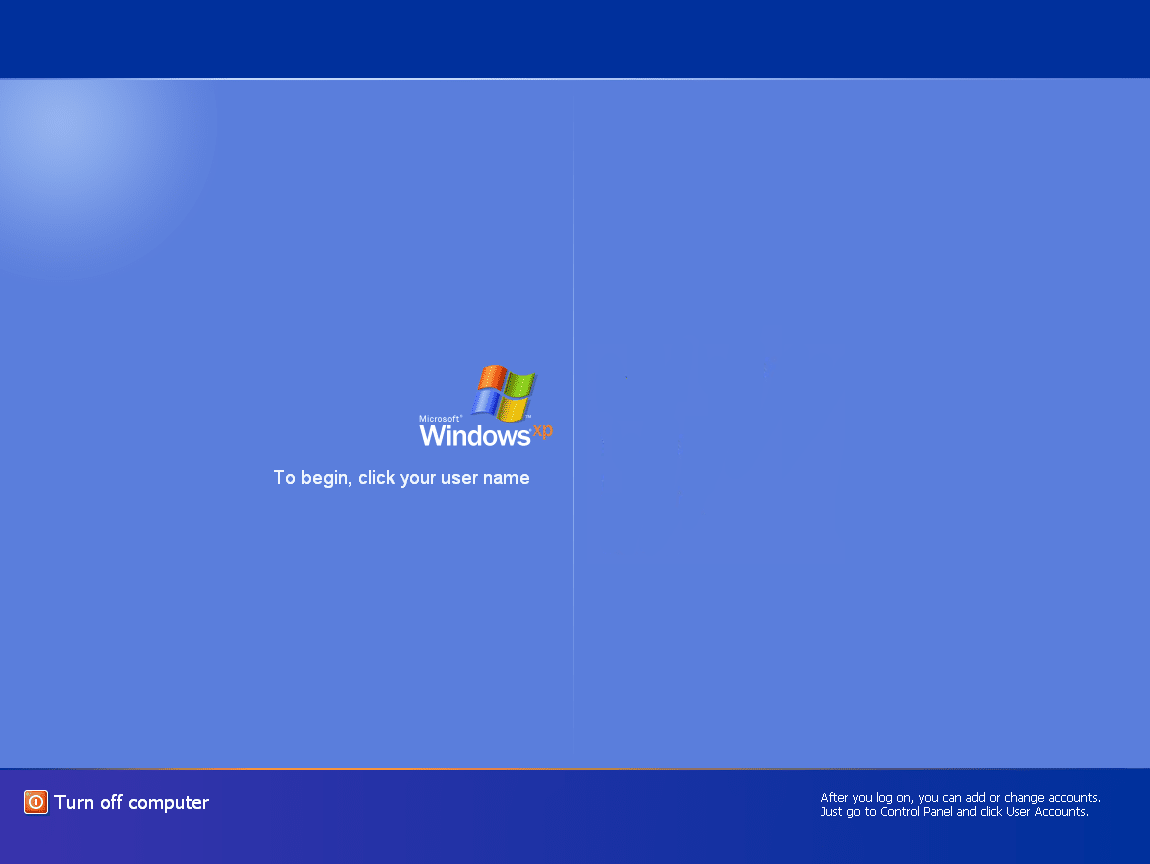 Microsoft®
Windows xp™
To begin, click your user name
Turn off computer
After you log on, you can add or change accounts.
Just go to Control Panel and click User Accounts.